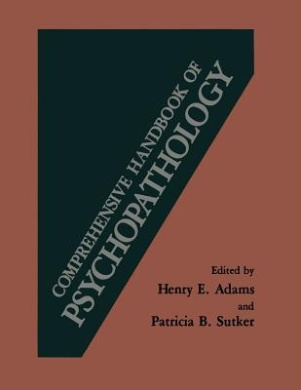 COMPREHENSIVE HANDBOOK OF
PSYCHOPATHOLOGY
Edited by
Henry E. Adams
and
Patricia B. Sutker